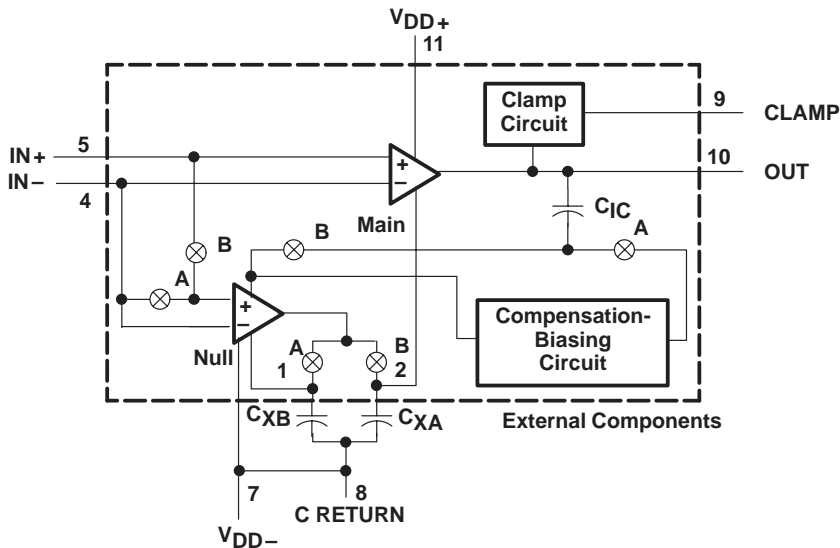 VDD+
11
Clamp
Circuit
9
CLAMP
5
IN+
+
10
IN−
−
OUT
4
Main
CIC
B
B
A
A
+
−
Null
A
B
1
2
Compensation-
Biasing
Circuit
CXB
CXA
External Components
7
8
C RETURN
VDD−